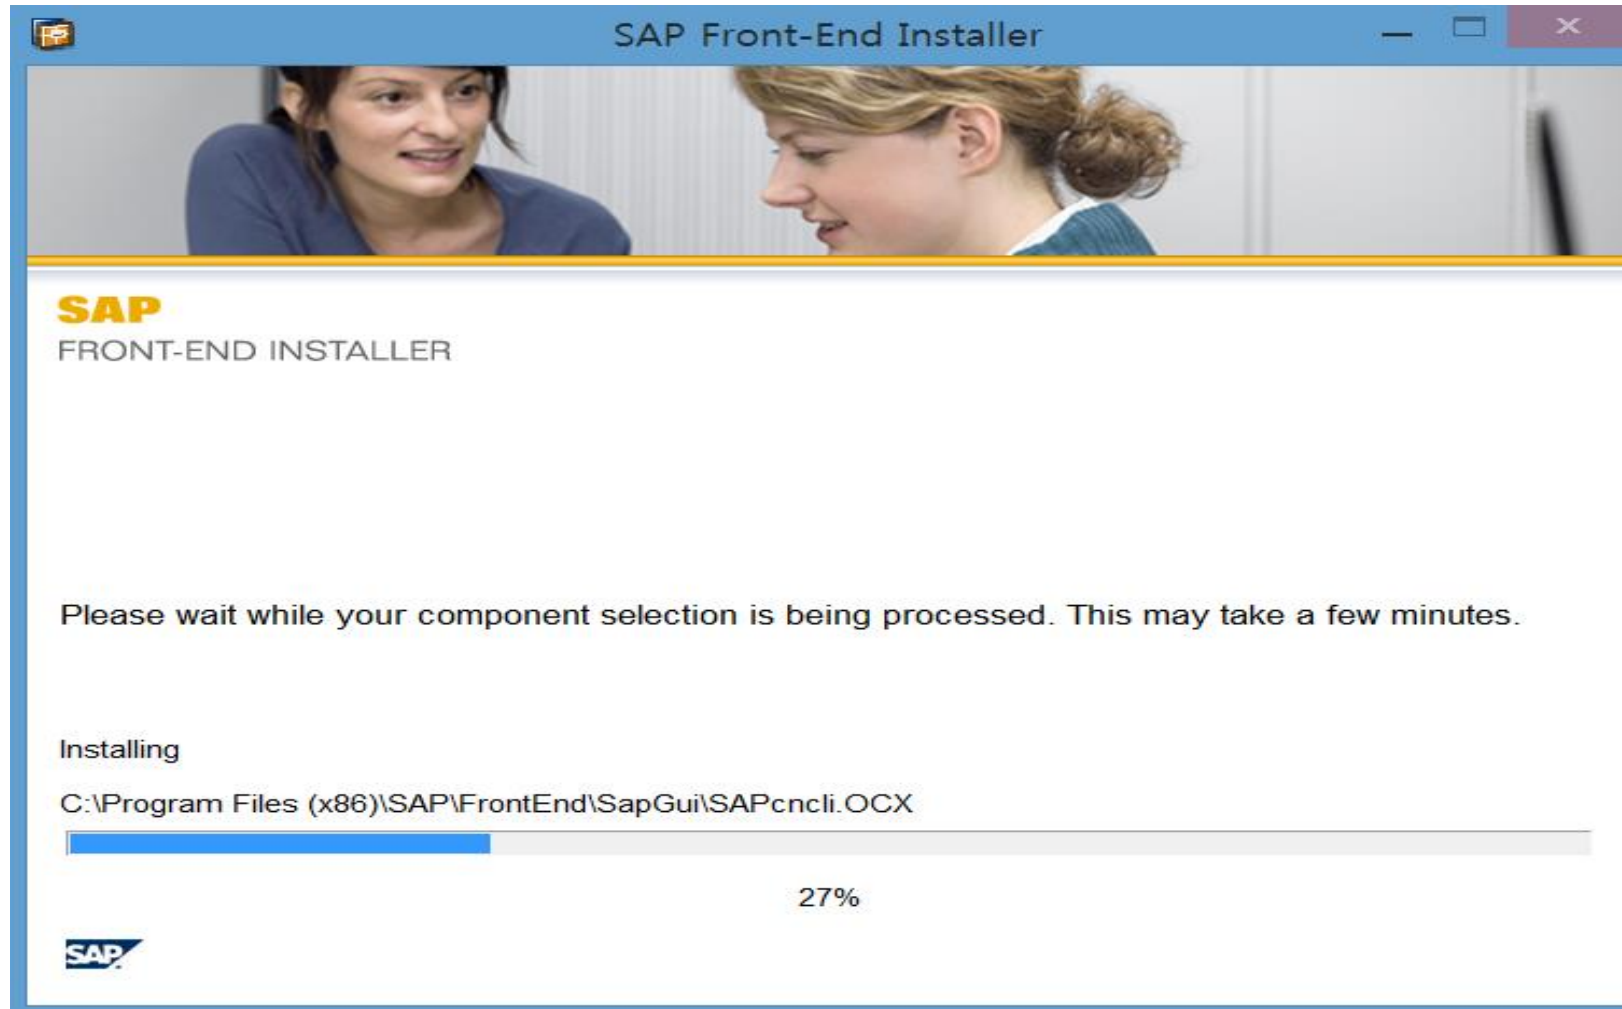 SAP Front-End Installer
SAP
FRONT-END INSTALLER
Please wait while your component selection is being processed. This may take a few minutes.
Installing
C:\Program Files (x86)\SAP\FrontEnd\SapGui\SAPcncli.OCX
27%
SAP